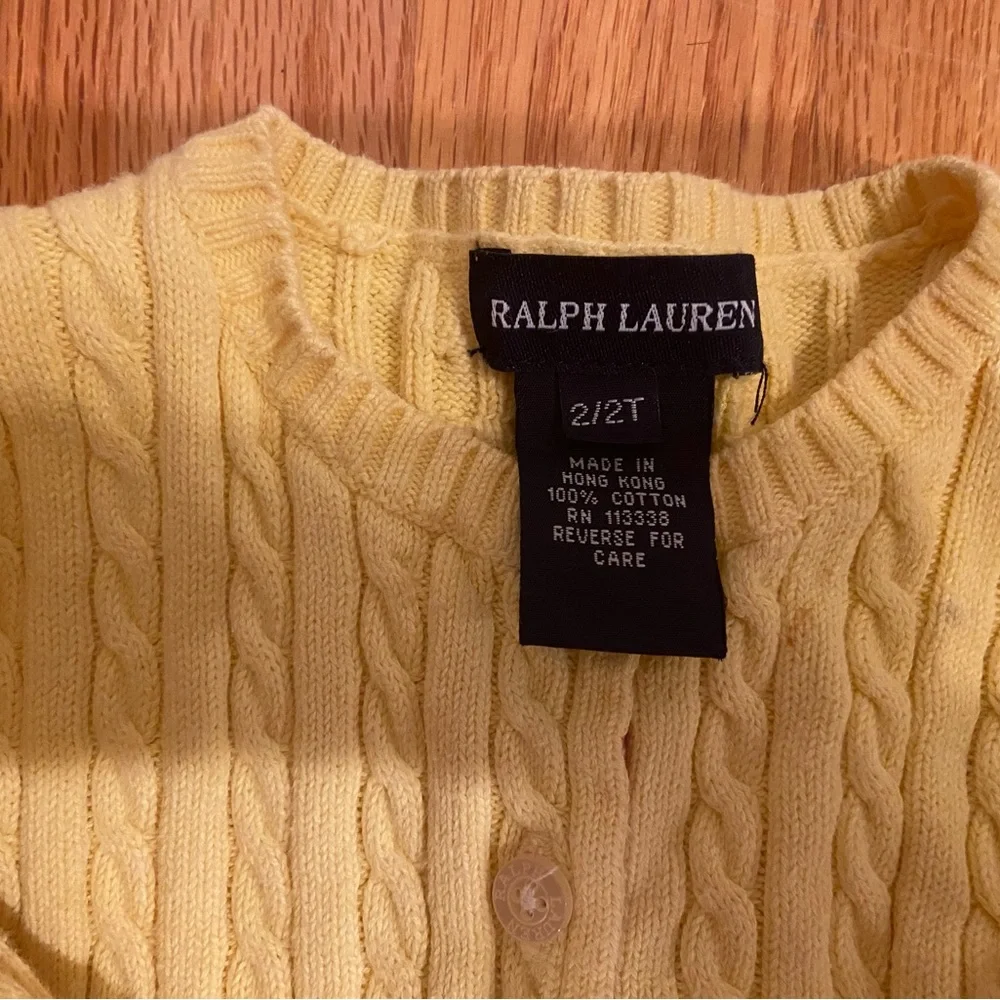 RALPH LAUREN
2/2T
MADE IN
HONG KONG
100% COTTON
RN 113338
REVERSE FOR
CARE